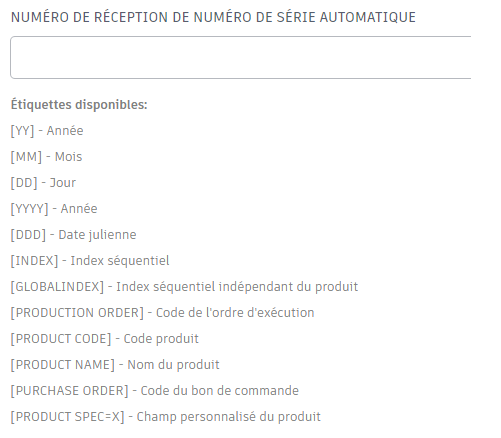 NUMÉRO DE RÉCEPTION DE NUMÉRO DE SÉRIE AUTOMATIQUE
Étiquettes disponibles:
[YY] - Année
[MM] - Mois
[DD] - Jour
[YYYY] - Année
[DDD] - Date julienne
[INDEX] - Index séquentiel
[GLOBALINDEX] - Index séquentiel indépendant du produit
[PRODUCTION ORDER] - Code de l'ordre d'exécution
[PRODUCT CODE] - Code produit
[PRODUCT NAME] - Nom du produit
[PURCHASE ORDER] - Code du bon de commande
[PRODUCT SPEC=X] - Champ personnalisé du produit